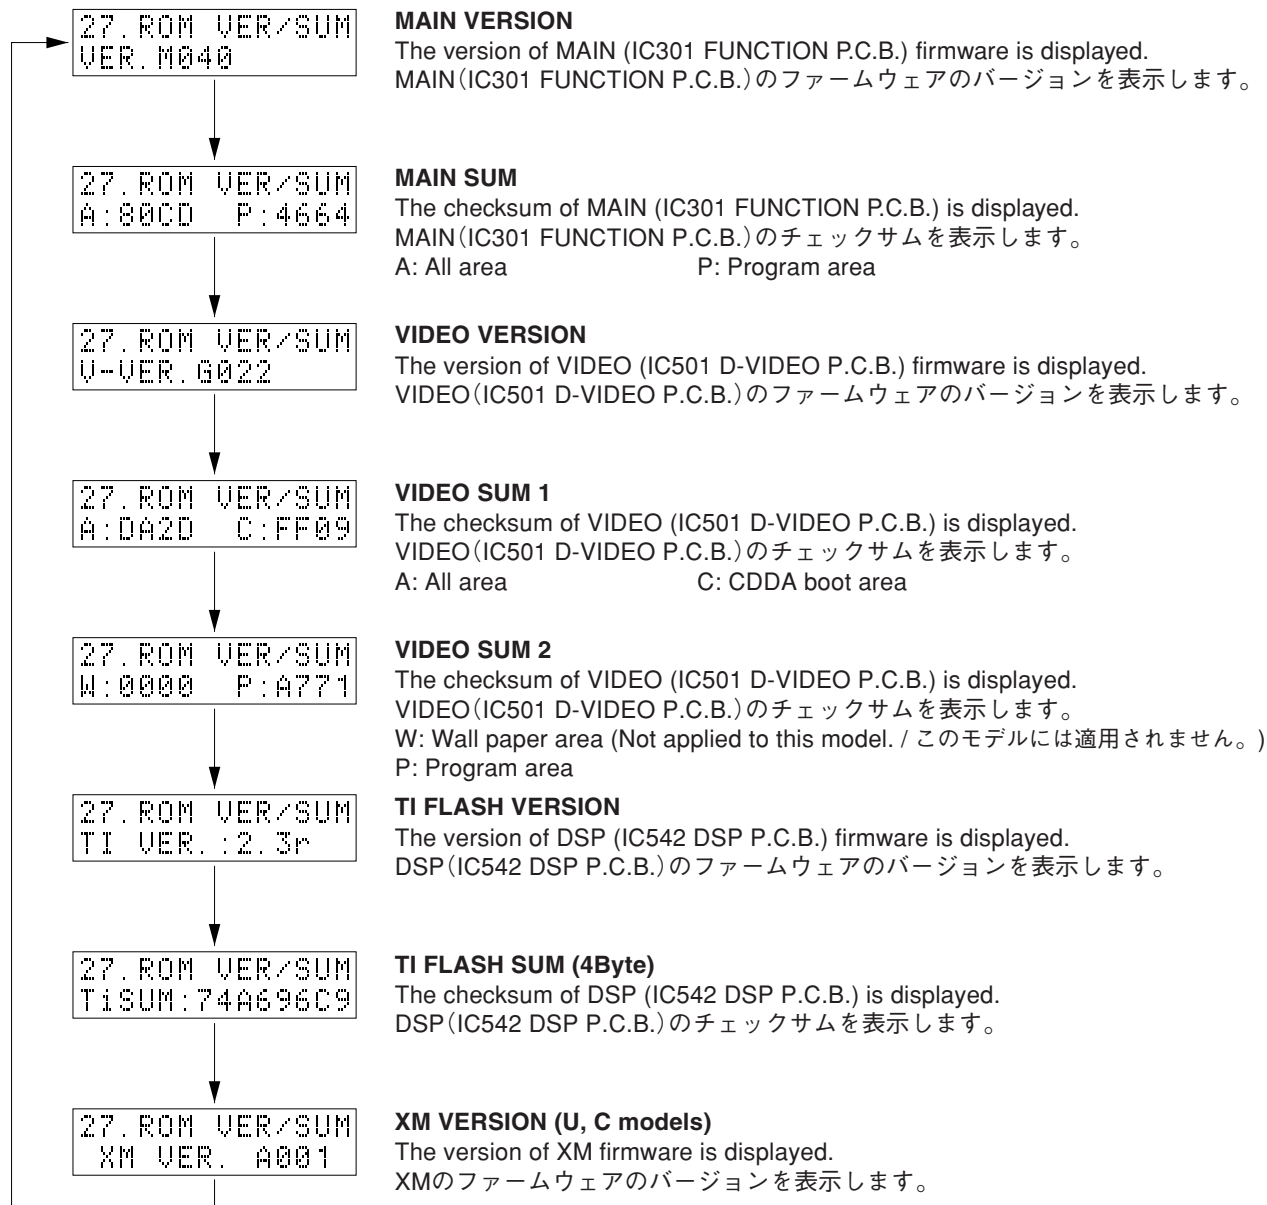 27.ROM VER/SUM
VER.M040
MAIN VERSION
The version of MAIN (IC301 FUNCTION P.C.B.) firmware is displayed.
MAIN(IC301 FUNCTION P.C.B.)のファームウェアのバージョンを表示します。
27.ROM VER/SUM
A:80CD P:4664
MAIN SUM
The checksum of MAIN (IC301 FUNCTION P.C.B.) is displayed.
MAIN(IC301 FUNCTION P.C.B.)のチェックサムを表示します。
A: All area P: Program area
27.ROM VER/SUM
V-VER.G022
VIDEO VERSION
The version of VIDEO (IC501 D-VIDEO P.C.B.) firmware is displayed.
VIDEO(IC501 D-VIDEO P.C.B.)のファームウェアのバージョンを表示します。
27.ROM VER/SUM
A:DA2D C:FF09
VIDEO SUM 1
The checksum of VIDEO (IC501 D-VIDEO P.C.B.) is displayed.
VIDEO(IC501 D-VIDEO P.C.B.)のチェックサムを表示します。
A: All area C: CDDA boot area
27.ROM VER/SUM
W:0000 P:A771
VIDEO SUM 2
The checksum of VIDEO (IC501 D-VIDEO P.C.B.) is displayed.
VIDEO(IC501 D-VIDEO P.C.B.)のチェックサムを表示します。
W: Wall paper area (Not applied to this model. / このモデルには適用されません。)
P: Program area
27.ROM VER/SUM
TI VER.:2.3r
TI FLASH VERSION
The version of DSP (IC542 DSP P.C.B.) firmware is displayed.
DSP(IC542 DSP P.C.B.)のファームウェアのバージョンを表示します。
27.ROM VER/SUM
TiSUM:74A696C9
TI FLASH SUM (4Byte)
The checksum of DSP (IC542 DSP P.C.B.) is displayed.
DSP(IC542 DSP P.C.B.)のチェックサムを表示します。
27.ROM VER/SUM
XM VER. A001
XM VERSION (U, C models)
The version of XM firmware is displayed.
XMのファームウェアのバージョンを表示します。